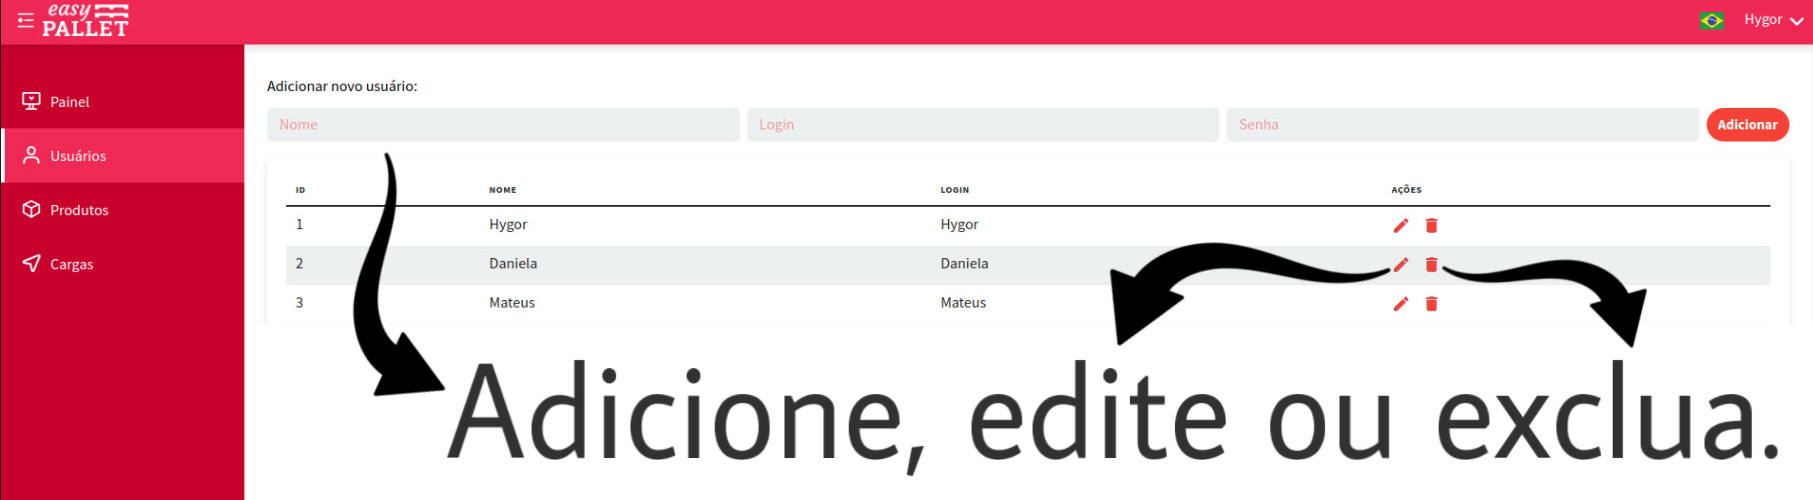 easy
PALLET
Hygor
Painel
Usuários
Produtos
Cargas
Adicionar novo usuário:
Nome Login Senha Adicionar
ID NOME LOGIN AÇÕES
1 Hygor Hygor
2 Daniela Daniela
3 Mateus Mateus
Adicione, edite ou exclua.